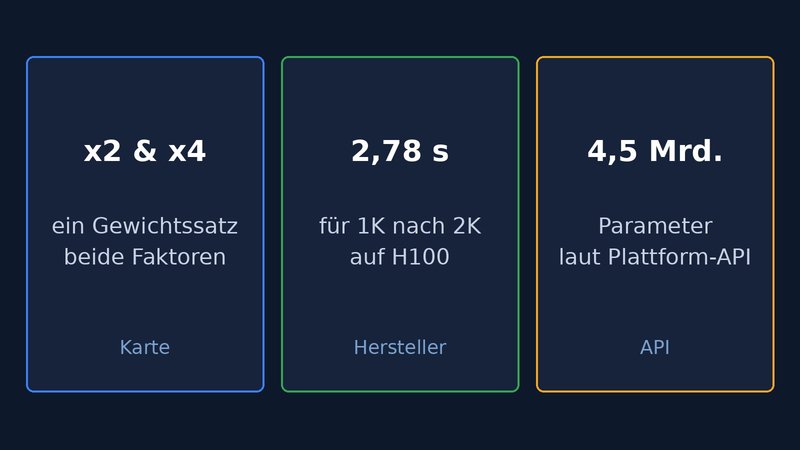 x2 & x4
ein Gewichtssatz
beide Faktoren
Karte
2,78 s
für 1K nach 2K
auf H100
Hersteller
4,5 Mrd.
Parameter
laut Plattform-API
API